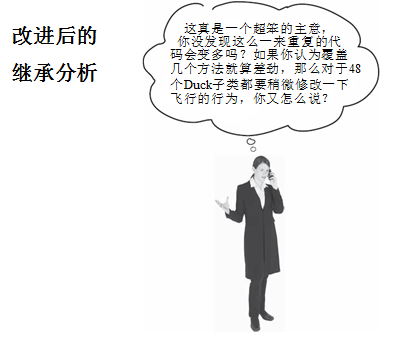 改进后的
继承分析
这真是一个超笨的主意，
你没发现这么一来重复的代
码会变多吗？如果你认为覆盖
几个方法就算差劲，那么对于48
个Duck子类都要稍微修改一下
飞行的行为，你又怎么说？